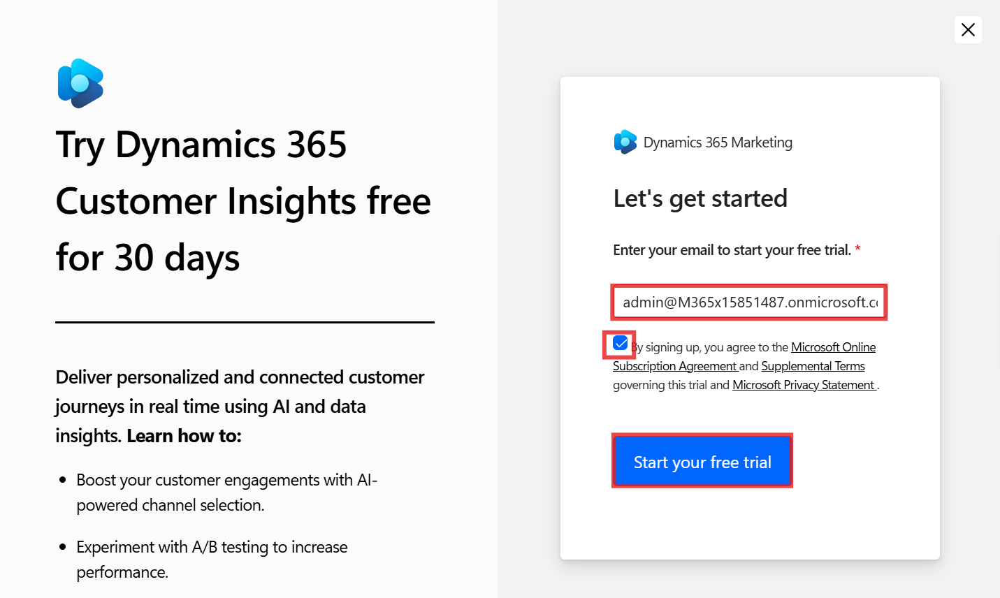 Try Dynamics 365
Customer Insights free
for 30 days
Deliver personalized and connected customer
journeys in real time using AI and data
insights. Learn how to:
• Boost your customer engagements with AI-
powered channel selection.
• Experiment with A/B testing to increase
performance.
Dynamics 365 Marketing
Let's get started
Enter your email to start your free trial. *
admin@M365x15851487.onmicrosoft.c
By signing up, you agree to the Microsoft Online
Subscription Agreement and Supplemental Terms
governing this trial and Microsoft Privacy Statement .
Start your free trial